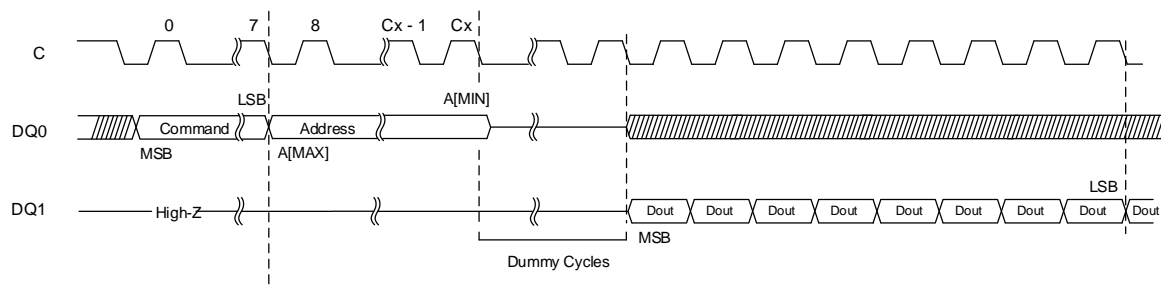 0 7 8 Cx - 1 Cx
C
LSB A[MIN]
DQ0 Command Address
MSB A[MAX]
LSB
DQ1 High-Z Dout Dout Dout Dout Dout Dout Dout Dout Dout
MSB
Dummy Cycles